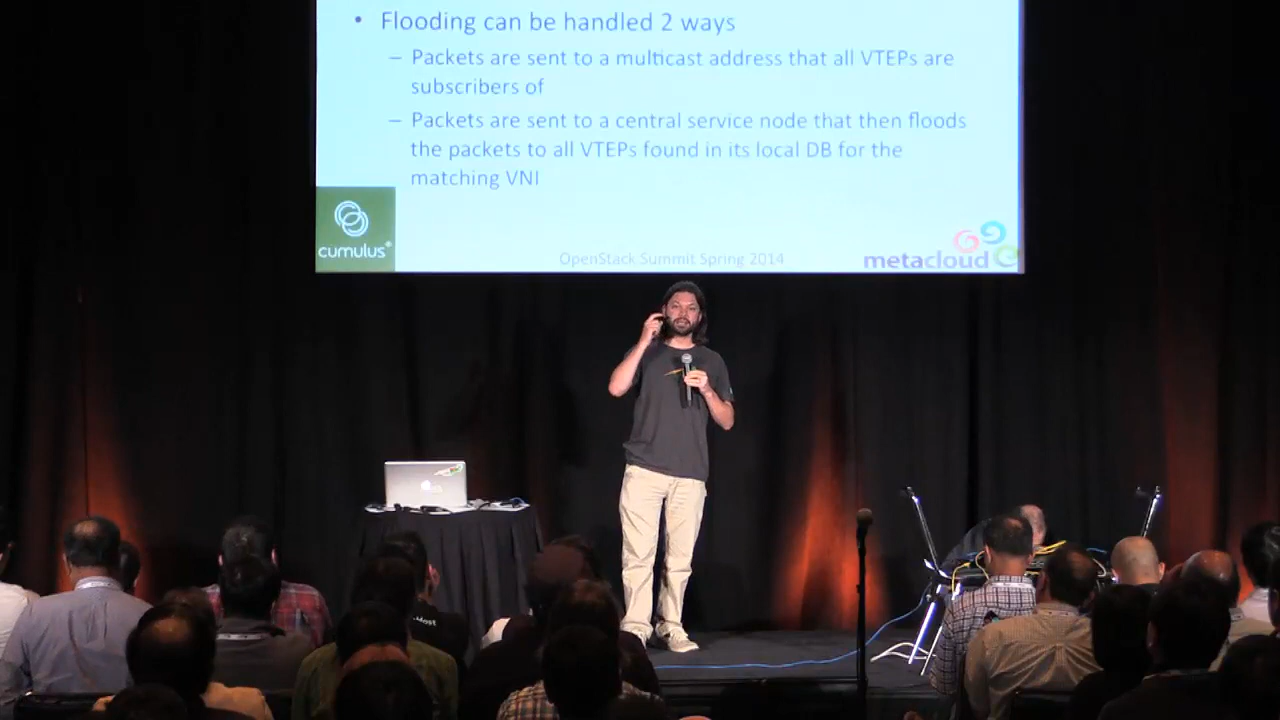 • Flooding can be handled 2 ways
– Packets are sent to a multicast address that all VTEPs are
subscribers of
– Packets are sent to a central service node that then floods
the packets to all VTEPs found in its local DB for the
matching VNI
cumulus
OpenStack Summit Spring 2014
metacloud